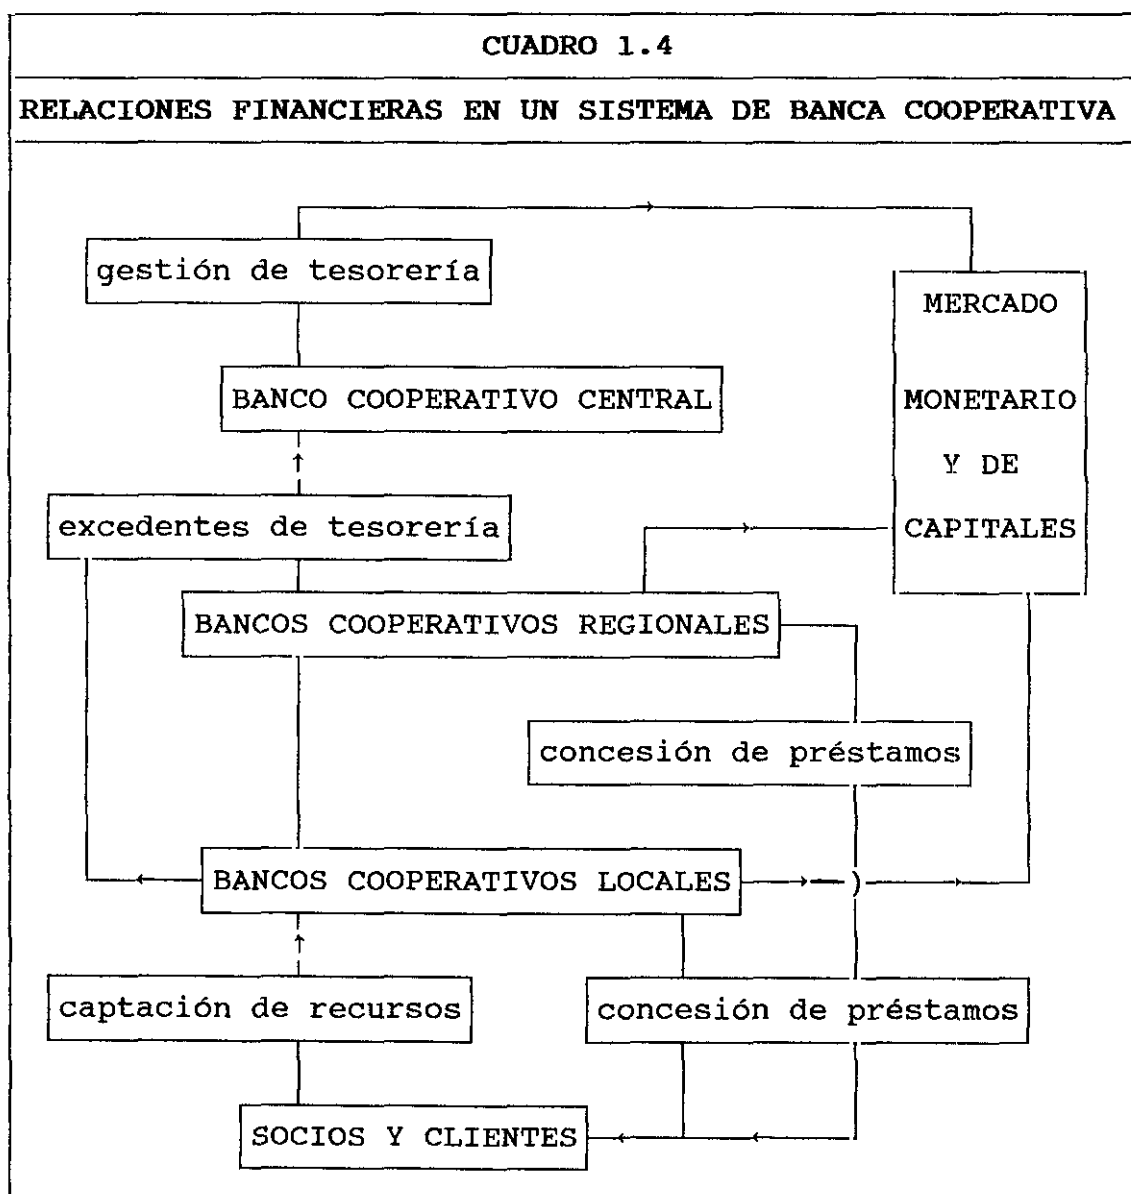 CUADRO 1.4
RELACIONES FINANCIERAS EN UN SISTEMA DE BANCA COOPERATIVA
gestión de tesorería
MERCADO
MONETARIO
Y DE
CAPITALES
BANCO COOPERATIVO CENTRAL
excedentes de tesorería
BANCOS COOPERATIVOS REGIONALES
concesión de préstamos
BANCOS COOPERATIVOS LOCALES
captación de recursos
concesión de préstamos
SOCIOS Y CLIENTES